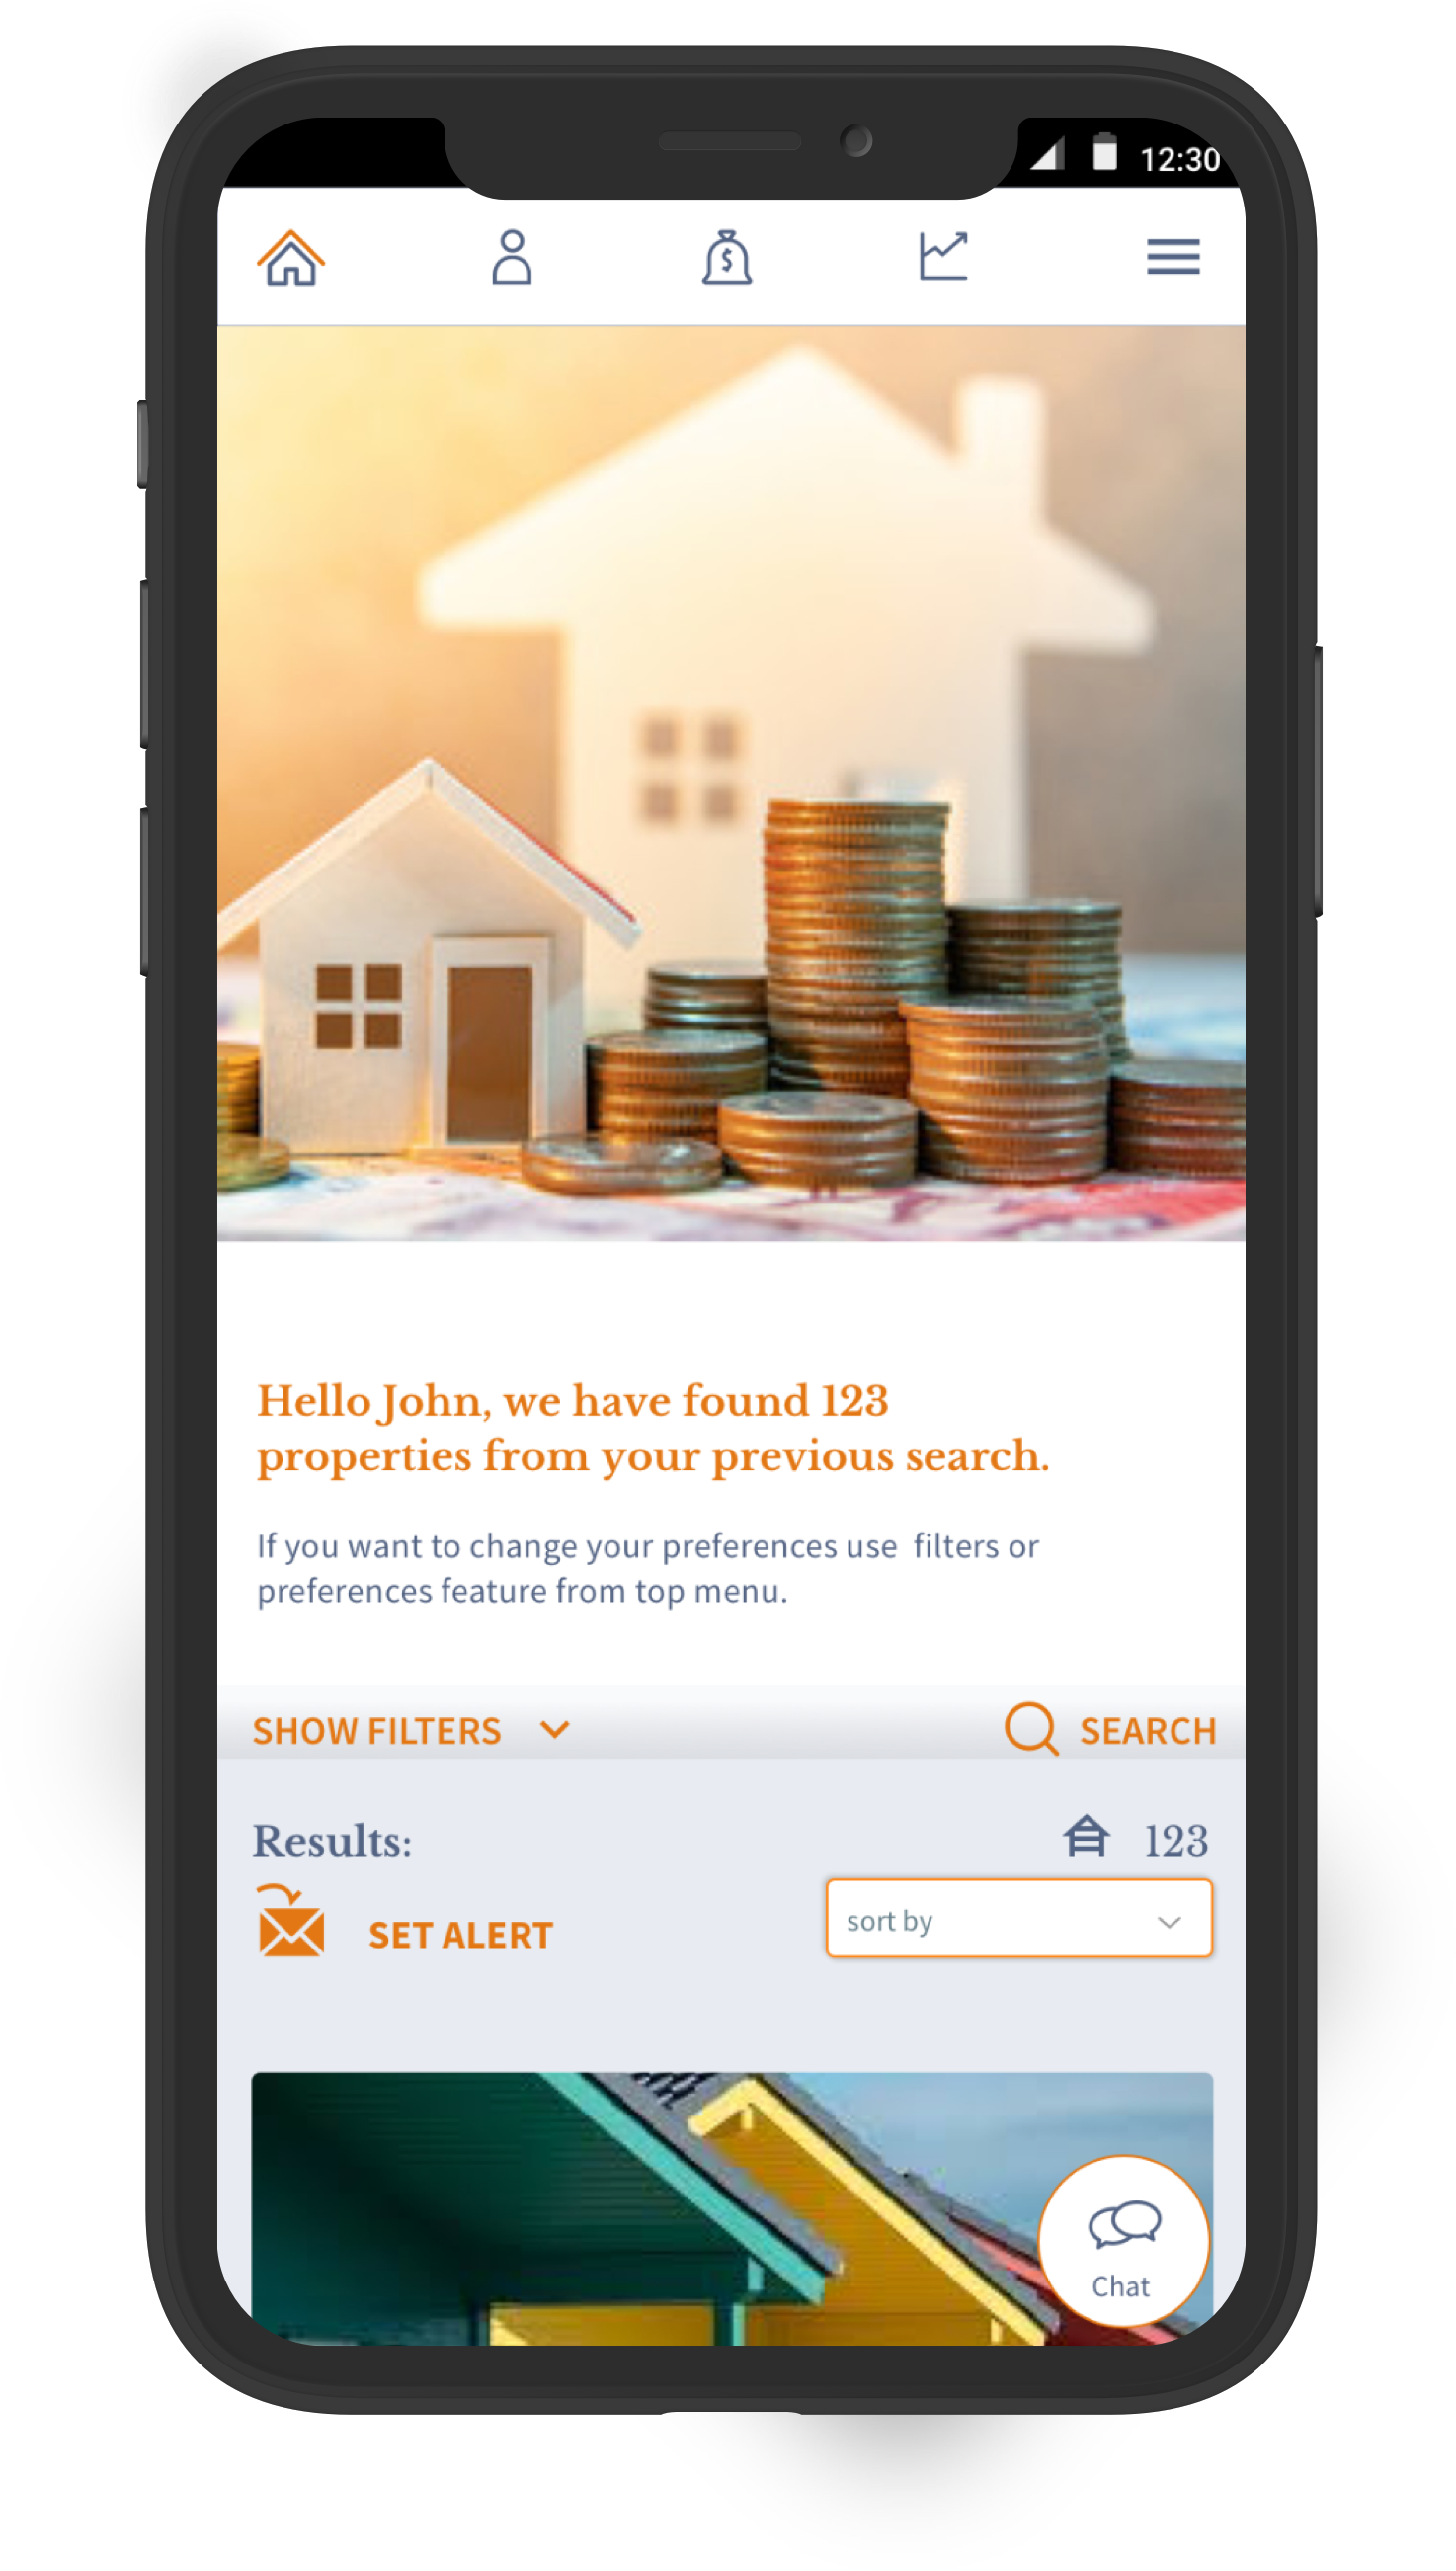 12:30
$
Hello John, we have found 123
properties from your previous search.
If you want to change your preferences use  filters or
preferences feature from top menu.
SHOW FILTERS
SEARCH
Results:
123
SET ALERT
sort by
Chat